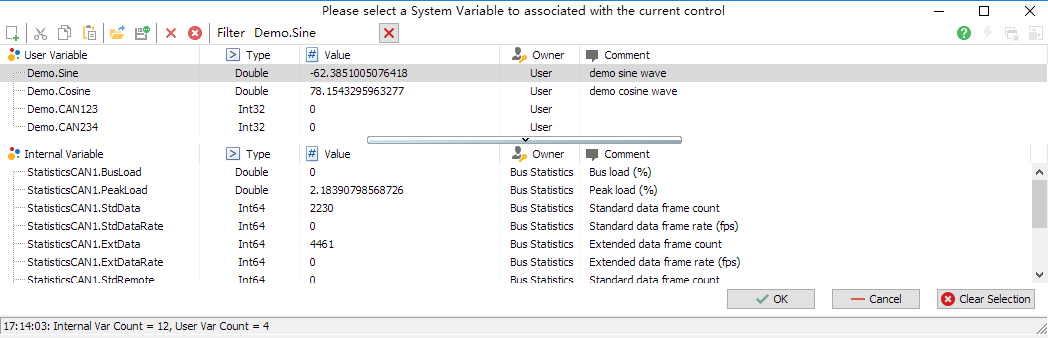 Please select a System Variable to associated with the current control
Filter Demo.Sine
User Variable Type Value Owner Comment
Demo.Sine Double -62.3851005076418 User demo sine wave
Demo.Cosine Double 78.1543295963277 User demo cosine wave
Demo.CAN123 Int32 0 User
Demo.CAN234 Int32 0 User
Internal Variable Type Value Owner Comment
StatisticsCAN1.BusLoad Double 0 Bus Statistics Bus load (%)
StatisticsCAN1.PeakLoad Double 2.18390798568726 Bus Statistics Peak load (%)
StatisticsCAN1.StdData Int64 2230 Bus Statistics Standard data frame count
StatisticsCAN1.StdDataRate Int64 0 Bus Statistics Standard data frame rate (fps)
StatisticsCAN1.ExtData Int64 4461 Bus Statistics Extended data frame count
StatisticsCAN1.ExtDataRate Int64 0 Bus Statistics Extended data frame rate (fps)
StatisticsCAN1.StdRemote Int64 0 Bus Statistics Standard data frame count
OK Cancel Clear Selection
17:14:03: Internal Var Count = 12, User Var Count = 4